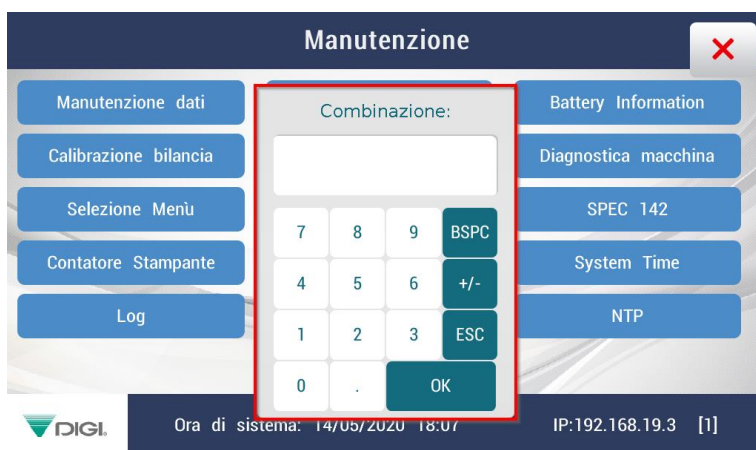 Manutenzione
Manutenzione dati
Calibrazione bilancia
Selezione Menù
Contatore Stampante
Log
Combinazione:
7 8 9 BSPC
4 5 6 +/-
1 2 3 ESC
0 . OK
Battery Information
Diagnostica macchina
SPEC 142
System Time
NTP
DIGI.
Ora di sistema: 14/05/2020 18:07
IP:192.168.19.3 [1]